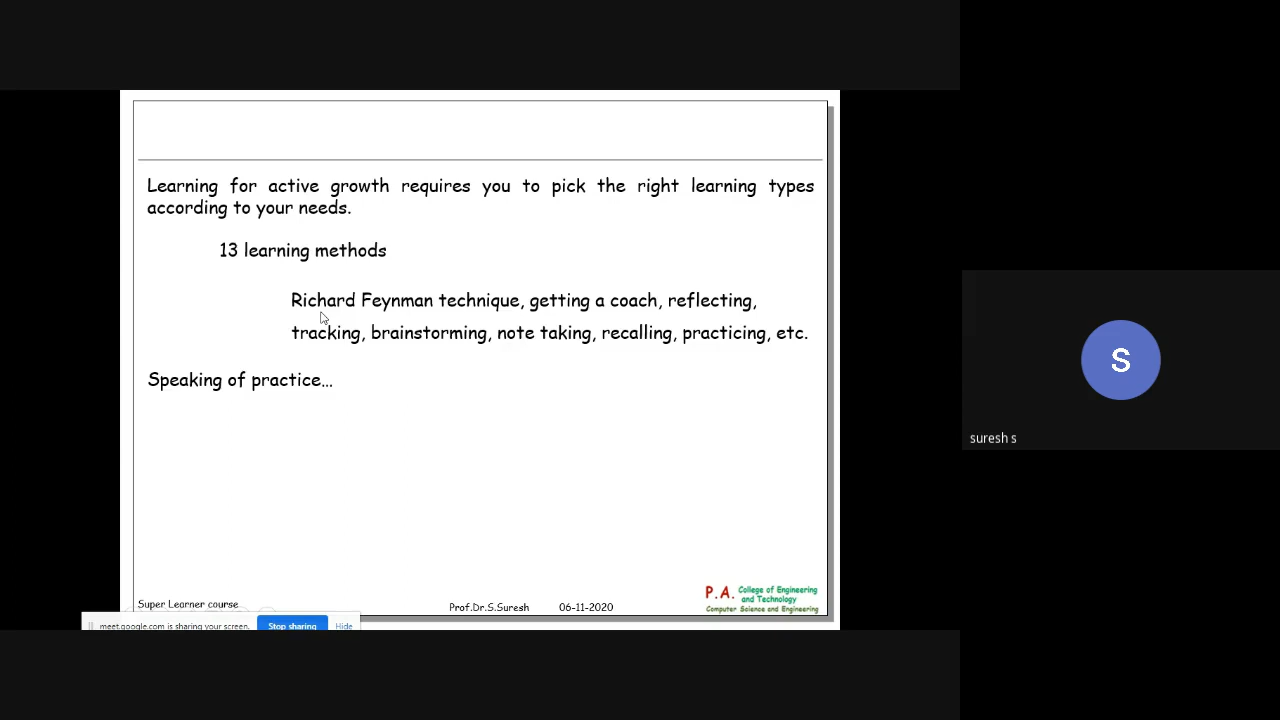 Learning for active growth requires you to pick the right learning types
according to your needs.
13 learning methods
Richard Feynman technique, getting a coach, reflecting,
tracking, brainstorming, note taking, recalling, practicing, etc.
Speaking of practice...
S
suresh s
P.A. College of Engineering
and Technology
Computer Science and Engineering
Super Learner course
Prof.Dr.S.Suresh 06-11-2020
meet.google.com is sharing your screen. Stop sharing Hide